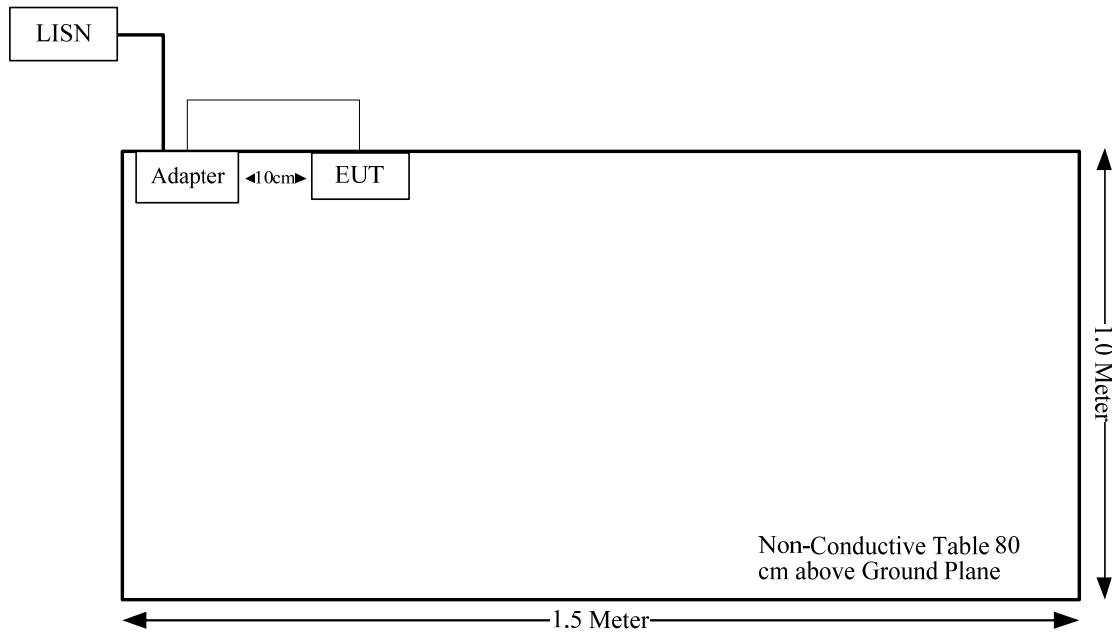 LISN
Adapter
10cm
EUT
1.0 Meter
Non-Conductive Table 80
cm above Ground Plane
1.5 Meter